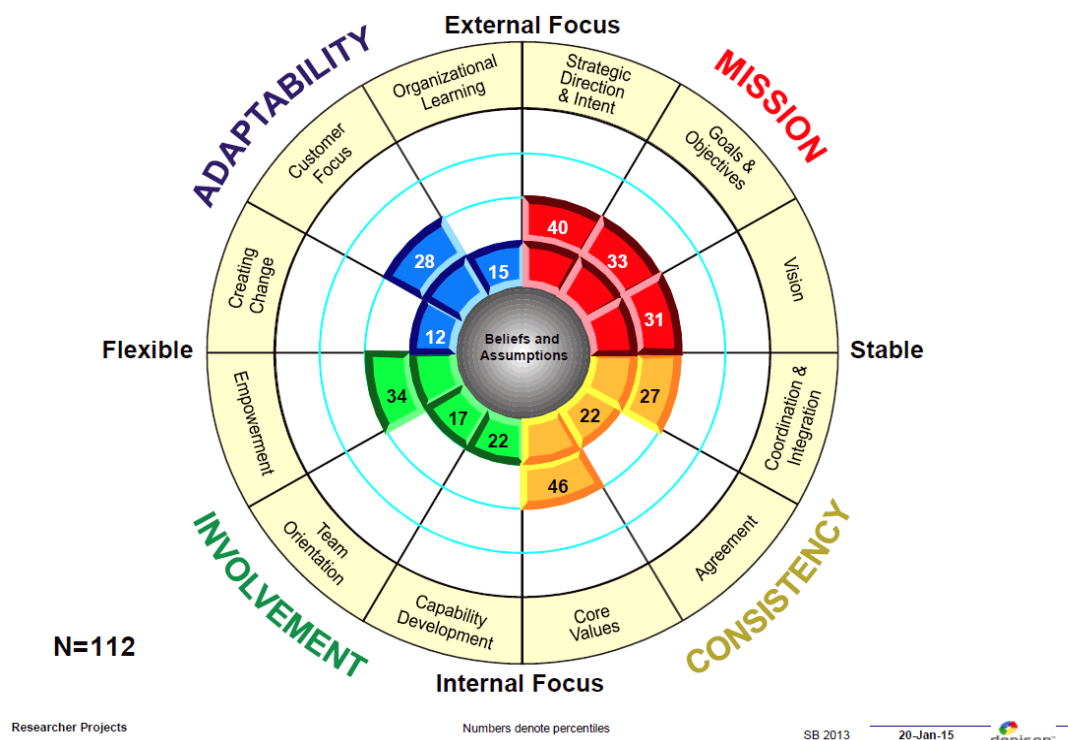 External Focus
ADAPTABILITY
MISSION
Organizational
Learning
Strategic
Direction
& Intent
Customer
Focus
Goals &
Objectives
Creating
Change
Vision
40
28
33
15
31
12
Beliefs and
Assumptions
Flexible
Stable
Empowerment
Coordination &
Integration
34
27
17
22
22
46
Team
Orientation
Agreement
Capability
Development
Core
Values
INVOLVEMENT
CONSISTENCY
N=112
Internal Focus
Researcher Projects
Numbers denote percentiles
SB 2013
20-Jan-15